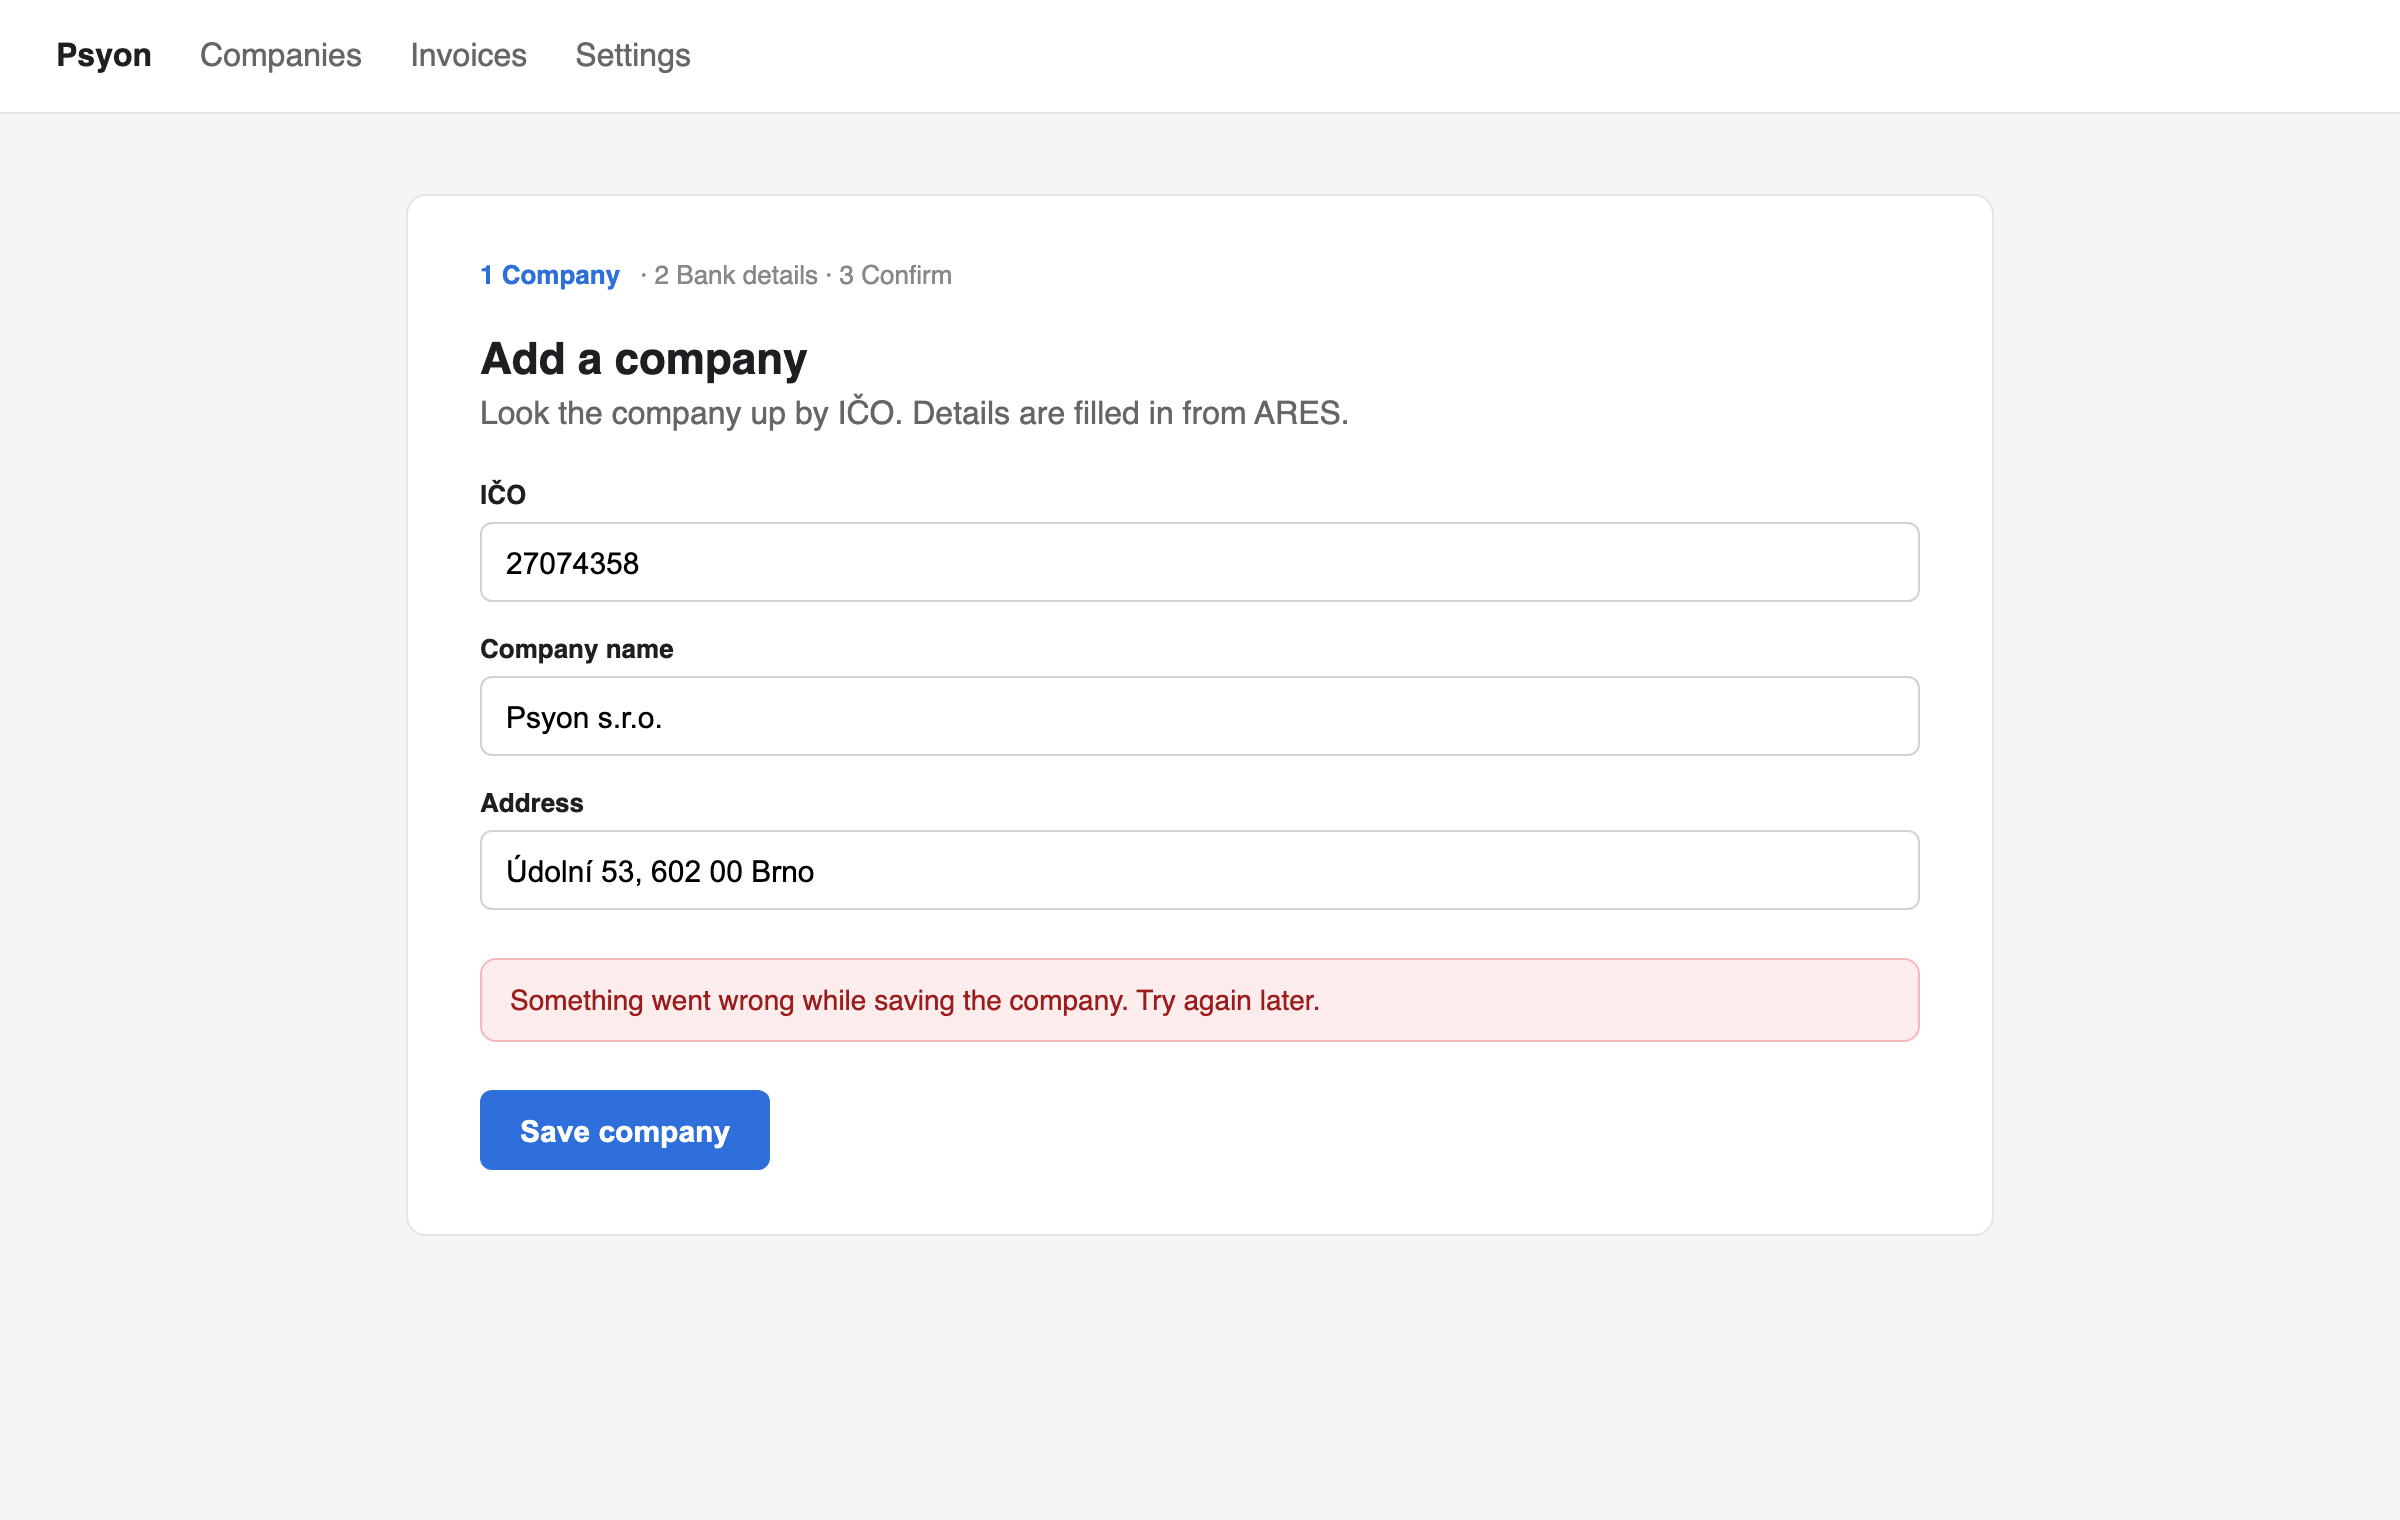 Psyon Companies Invoices Settings
1 Company · 2 Bank details · 3 Confirm
Add a company
Look the company up by IČO. Details are filled in from ARES.
IČO
27074358
Company name
Psyon s.r.o.
Address
Údolní 53, 602 00 Brno
Something went wrong while saving the company. Try again later.
Save company